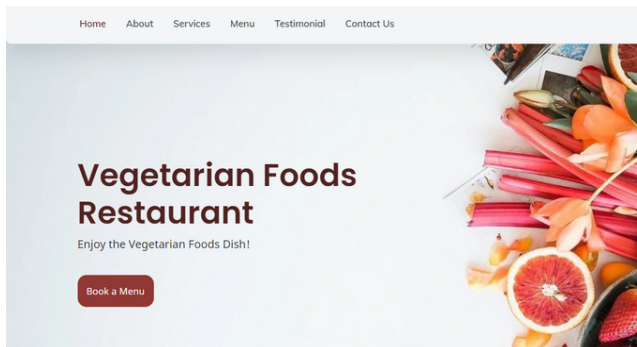 Home About Services Menu Testimonial Contact Us
Vegetarian Foods
Restaurant
Enjoy the Vegetarian Foods Dish!
Book a Menu